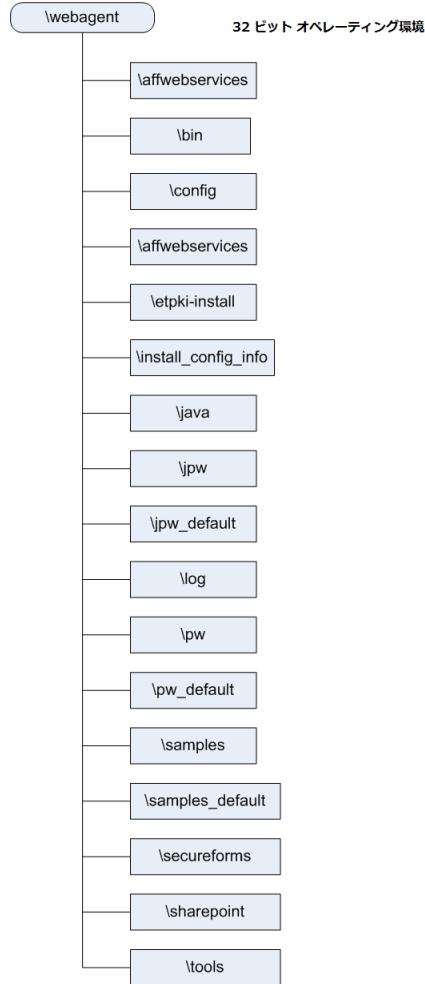 \webagent
32 ビット オペレーティング環境
\affwebservices
\bin
\config
\affwebservices
\etpki-install
\install_config_info
\java
\jpw
\jpw_default
\log
\pw
\pw_default
\samples
\samples_default
\secureforms
\sharepoint
\tools